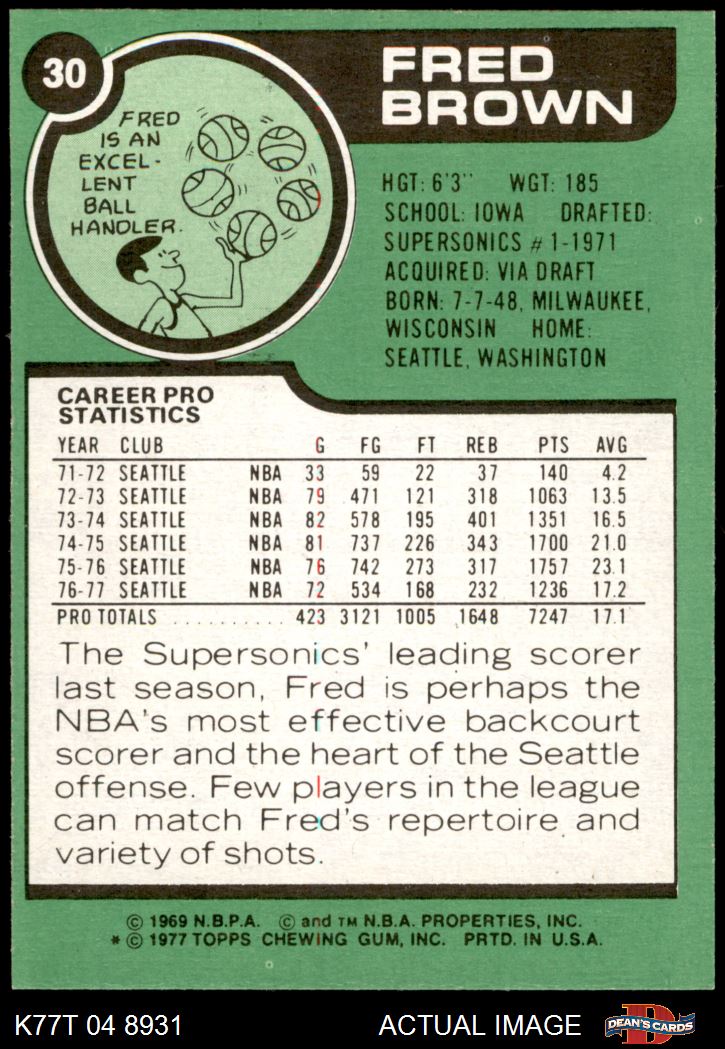 30
FRED
BROWN
FRED
IS AN
EXCEL-
LENT
BALL
HANDLER.
HGT: 6'3" WGT: 185
SCHOOL: IOWA DRAFTED:
SUPERSONICS #1-1971
ACQUIRED: VIA DRAFT
BORN: 7-7-48, MILWAUKEE,
WISCONSIN HOME:
SEATTLE, WASHINGTON
CAREER PRO
STATISTICS
YEAR CLUB G FG FT REB PTS AVG
71-72 SEATTLE NBA 33 59 22 37 140 4.2
72-73 SEATTLE NBA 79 471 121 318 1063 13.5
73-74 SEATTLE NBA 82 578 195 401 1351 16.5
74-75 SEATTLE NBA 81 737 226 343 1700 21.0
75-76 SEATTLE NBA 76 742 273 317 1757 23.1
76-77 SEATTLE NBA 72 534 168 232 1236 17.2
PRO TOTALS .......... 423 3121 1005 1648 7247 17.1
The Supersonics' leading scorer
last season, Fred is perhaps the
NBA's most effective backcourt
scorer and the heart of the Seattle
offense. Few players in the league
can match Fred's repertoire and
variety of shots.
© 1969 N.B.P.A. © and TM N.B.A. PROPERTIES, INC.
* © 1977 TOPPS CHEWING GUM, INC. PRTD. IN U.S.A.
K77T 04 8931 ACTUAL IMAGE D DEAN'S CARDS